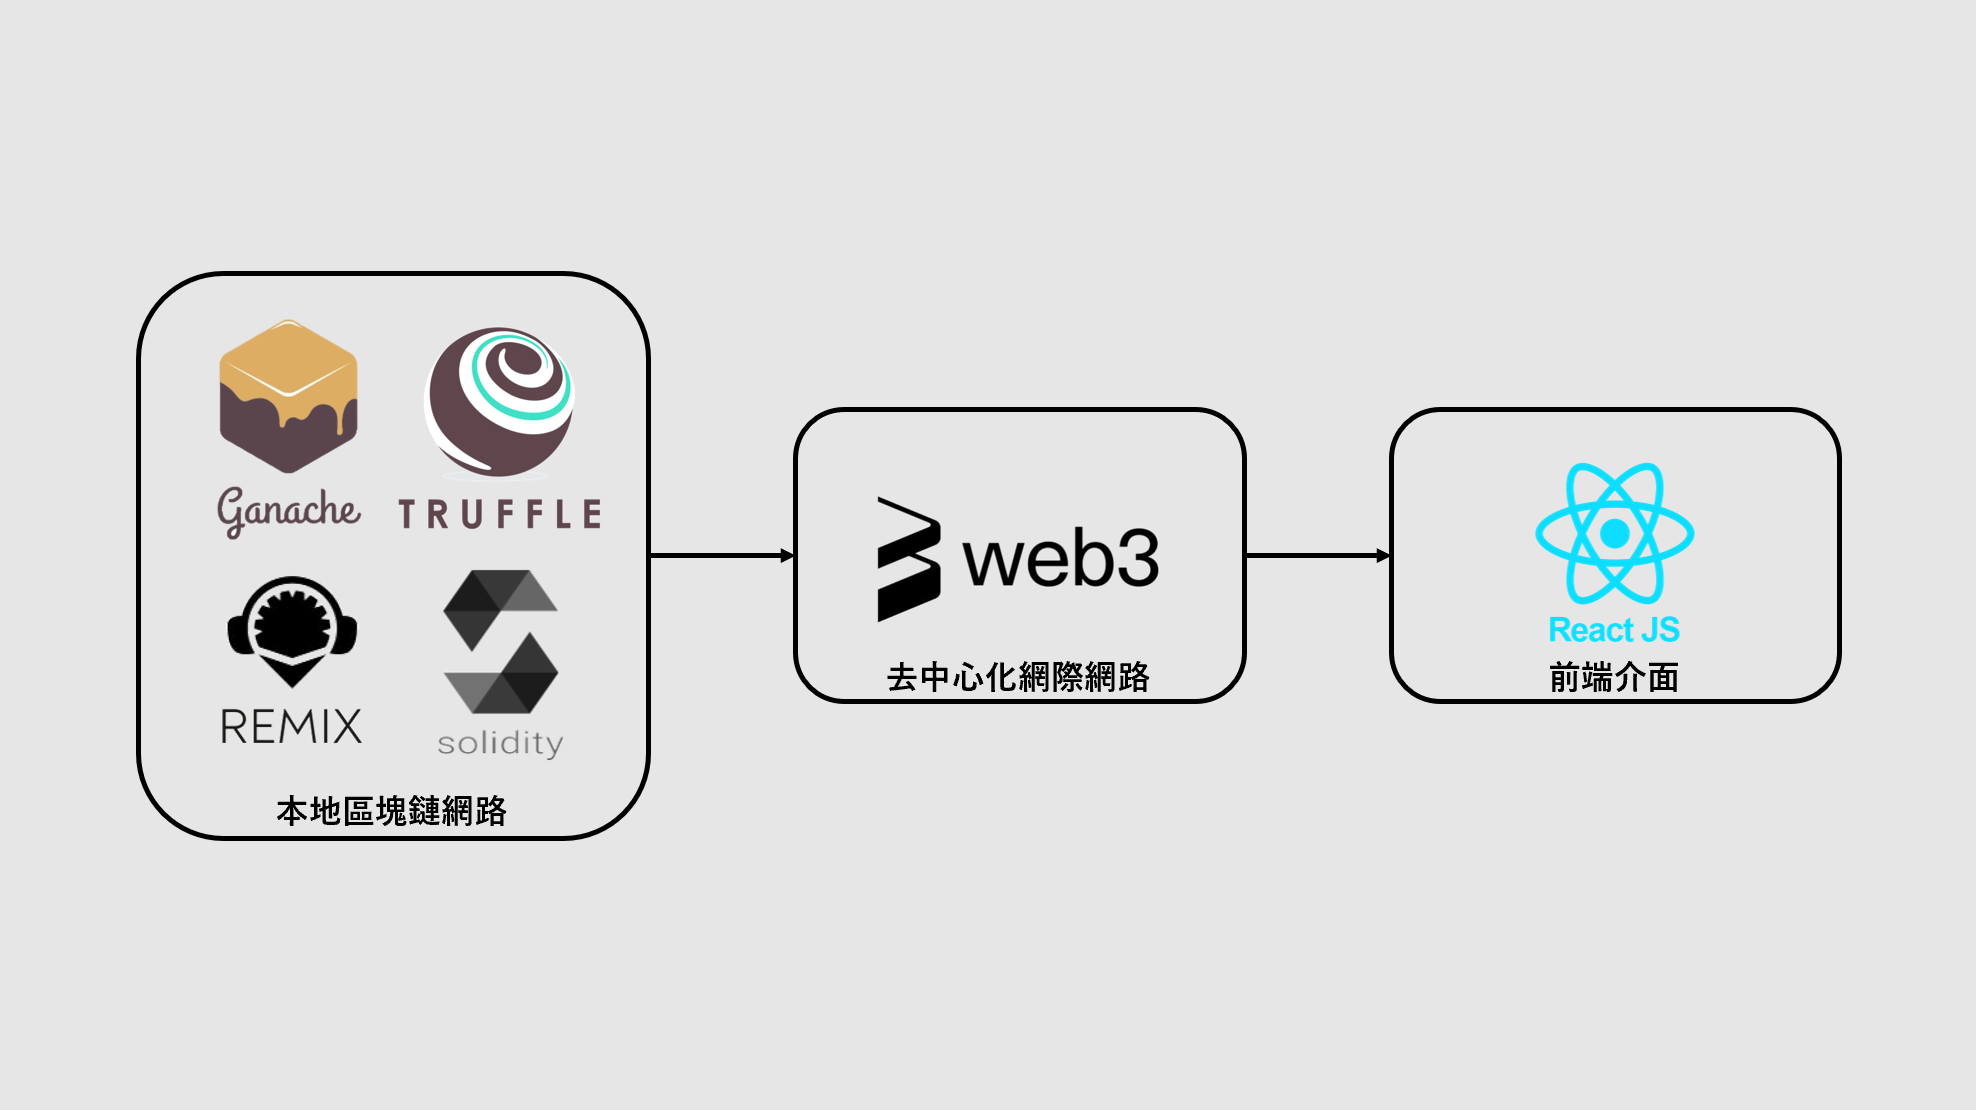 Ganache
TRUFFLE
REMIX
solidity
本地區塊鏈網路
web3
去中心化網際網路
React JS
前端介面